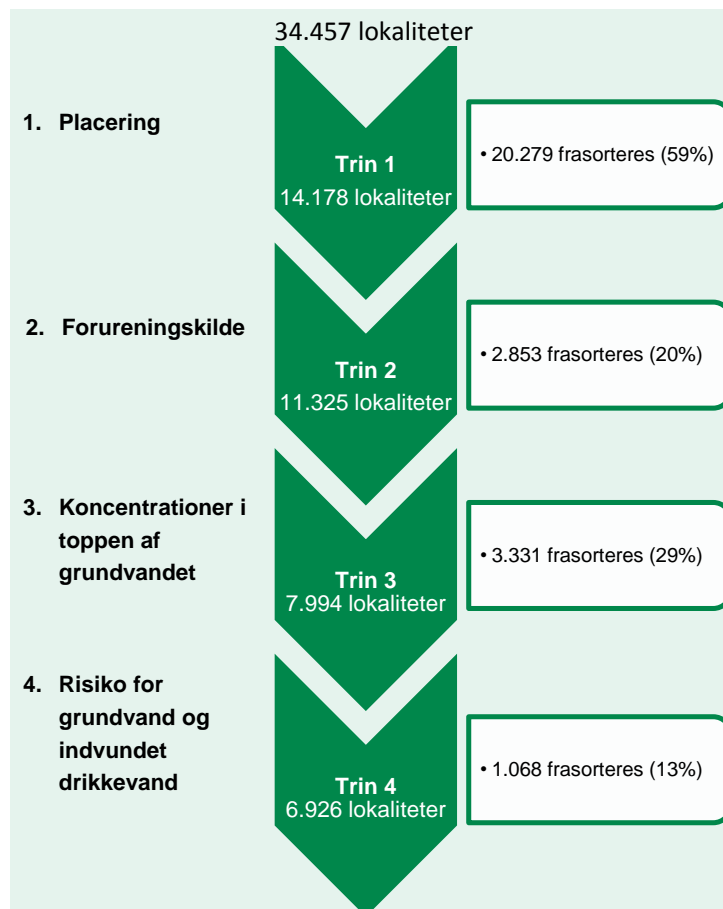 34.457 lokaliteter
1. Placering
Trin 1
14.178 lokaliteter
• 20.279 frasorteres (59%)
2. Forureningskilde
Trin 2
11.325 lokaliteter
• 2.853 frasorteres (20%)
3. Koncentrationer i
toppen af
grundvandet
Trin 3
7.994 lokaliteter
• 3.331 frasorteres (29%)
4. Risiko for
grundvand og
indvundet
drikkevand
Trin 4
6.926 lokaliteter
• 1.068 frasorteres (13%)